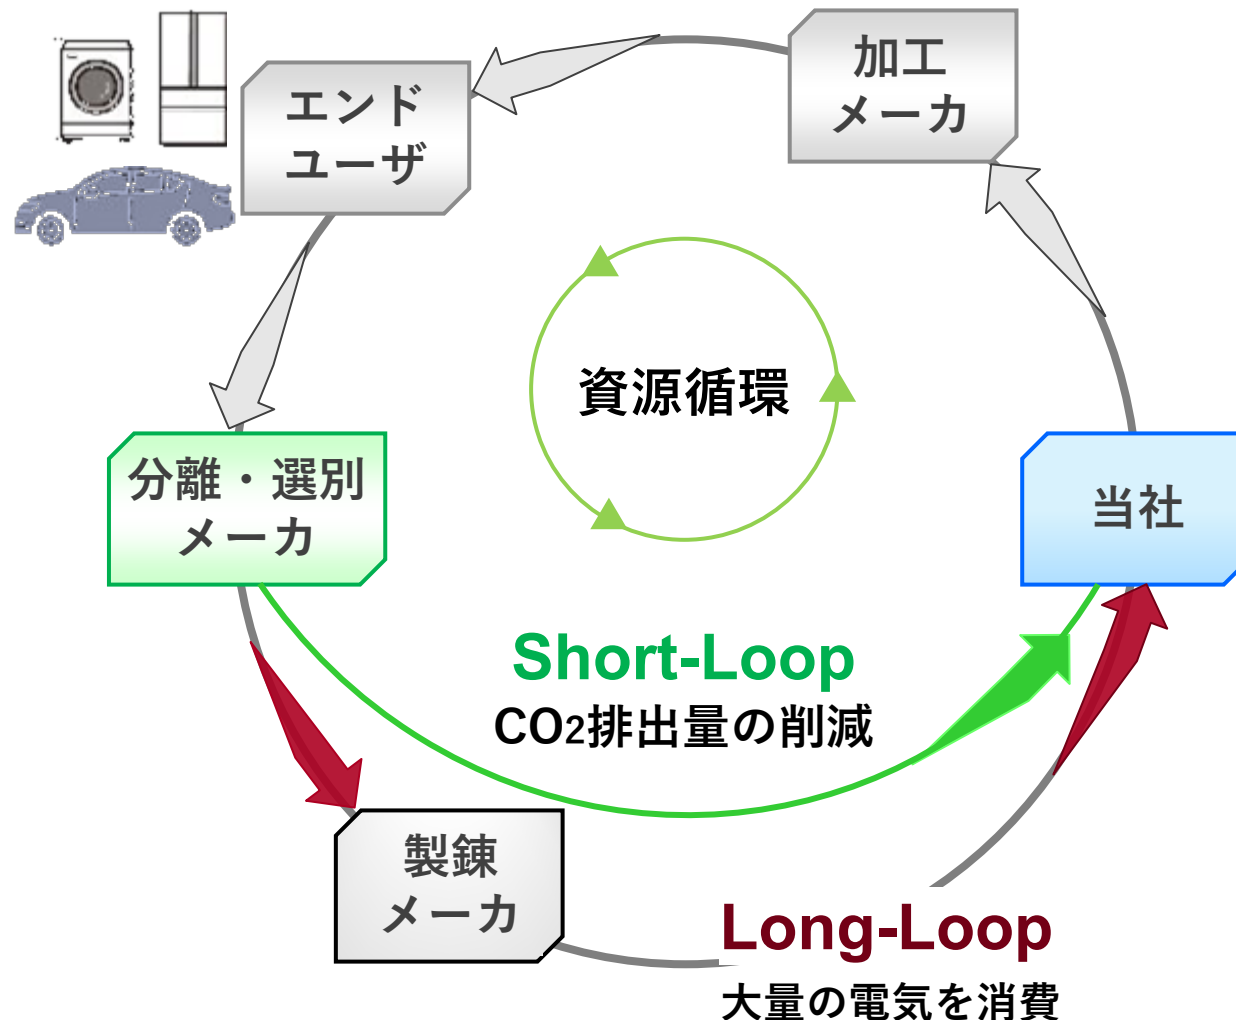 加工
メーカ
エンド
ユーザ
資源循環
分離・選別
メーカ
当社
Short-Loop
CO2排出量の削減
製錬
メーカ
Long-Loop
大量の電気を消費